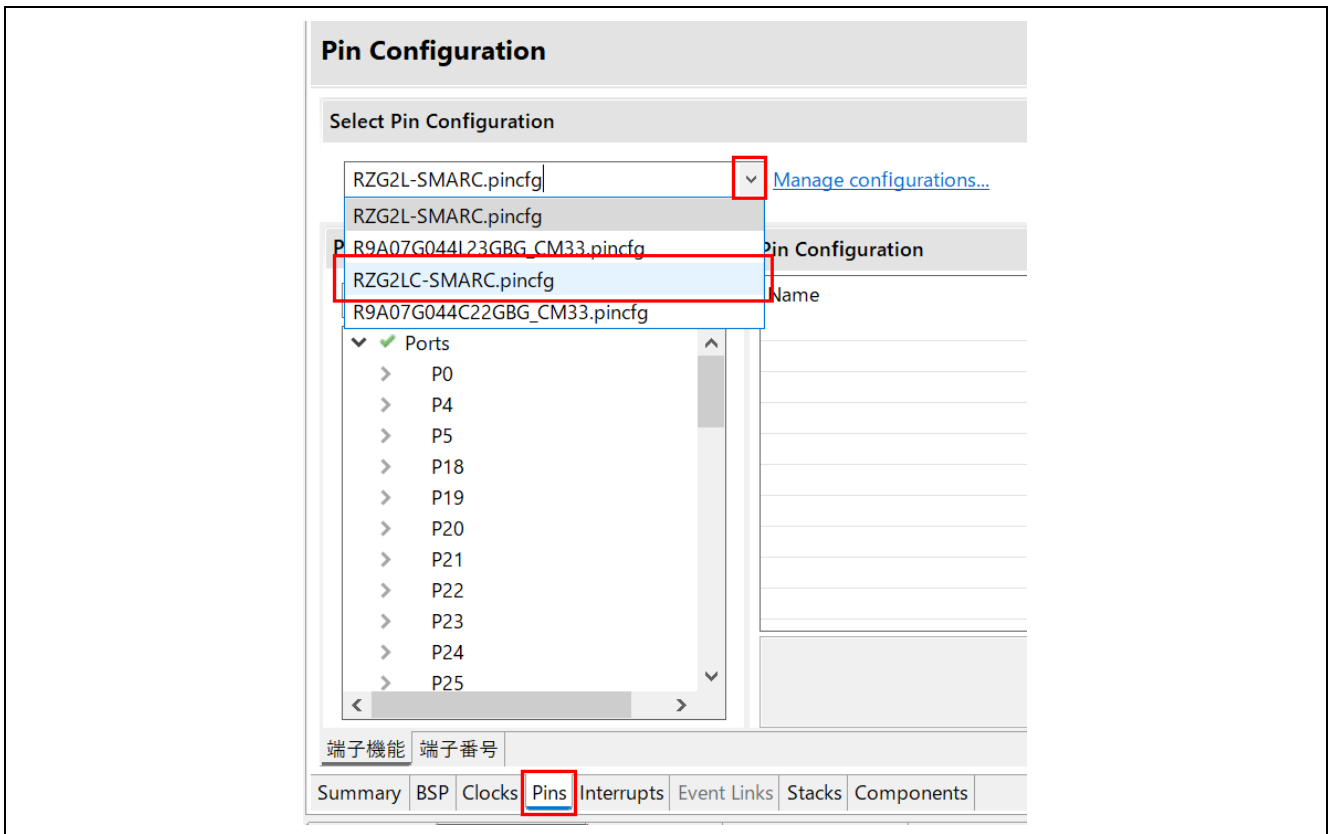 Pin Configuration
Select Pin Configuration
RZG2L-SMARC.pincfg
Manage configurations...
RZG2L-SMARC.pincfg
R9A07G044L23GBG_CM33.pincfg
RZG2LC-SMARC.pincfg
R9A07G044C22GBG_CM33.pincfg
P
Pin Configuration
Name
Ports
P0
P4
P5
P18
P19
P20
P21
P22
P23
P24
P25
端子機能 端子番号
Summary BSP Clocks Pins Interrupts Event Links Stacks Components